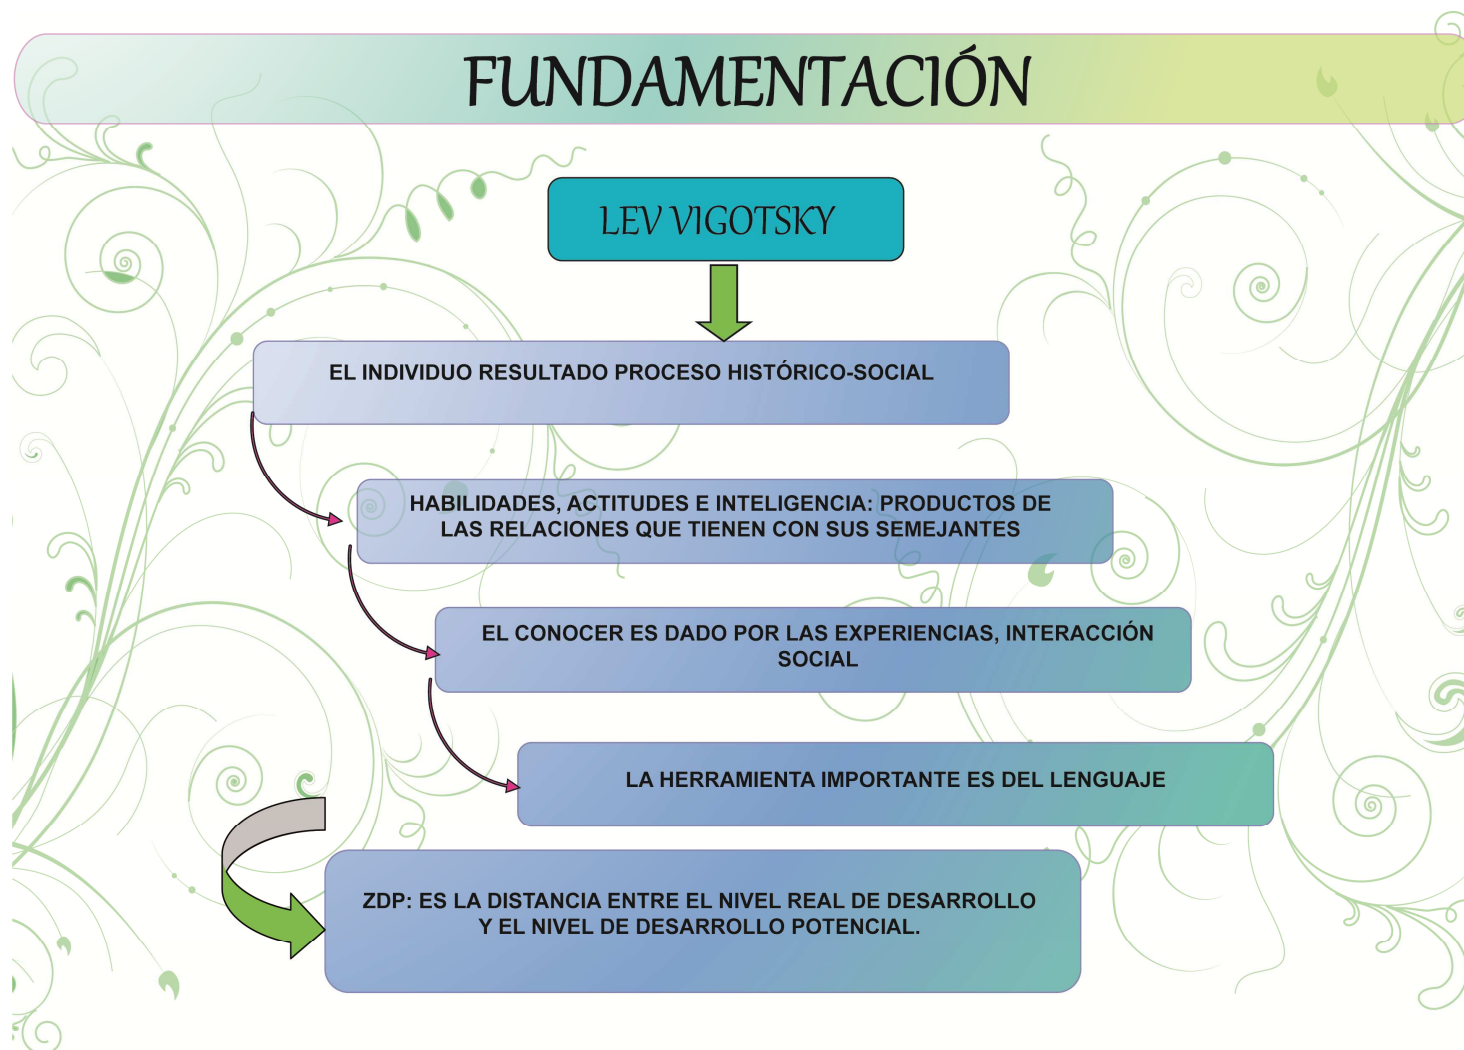 FUNDAMENTACIÓN
LEV VIGOTSKY
EL INDIVIDUO RESULTADO PROCESO HISTÓRICO-SOCIAL
HABILIDADES, ACTITUDES E INTELIGENCIA: PRODUCTOS DE
LAS RELACIONES QUE TIENEN CON SUS SEMEJANTES
EL CONOCER ES DADO POR LAS EXPERIENCIAS, INTERACCIÓN
SOCIAL
LA HERRAMIENTA IMPORTANTE ES DEL LENGUAJE
ZDP: ES LA DISTANCIA ENTRE EL NIVEL REAL DE DESARROLLO
Y EL NIVEL DE DESARROLLO POTENCIAL.